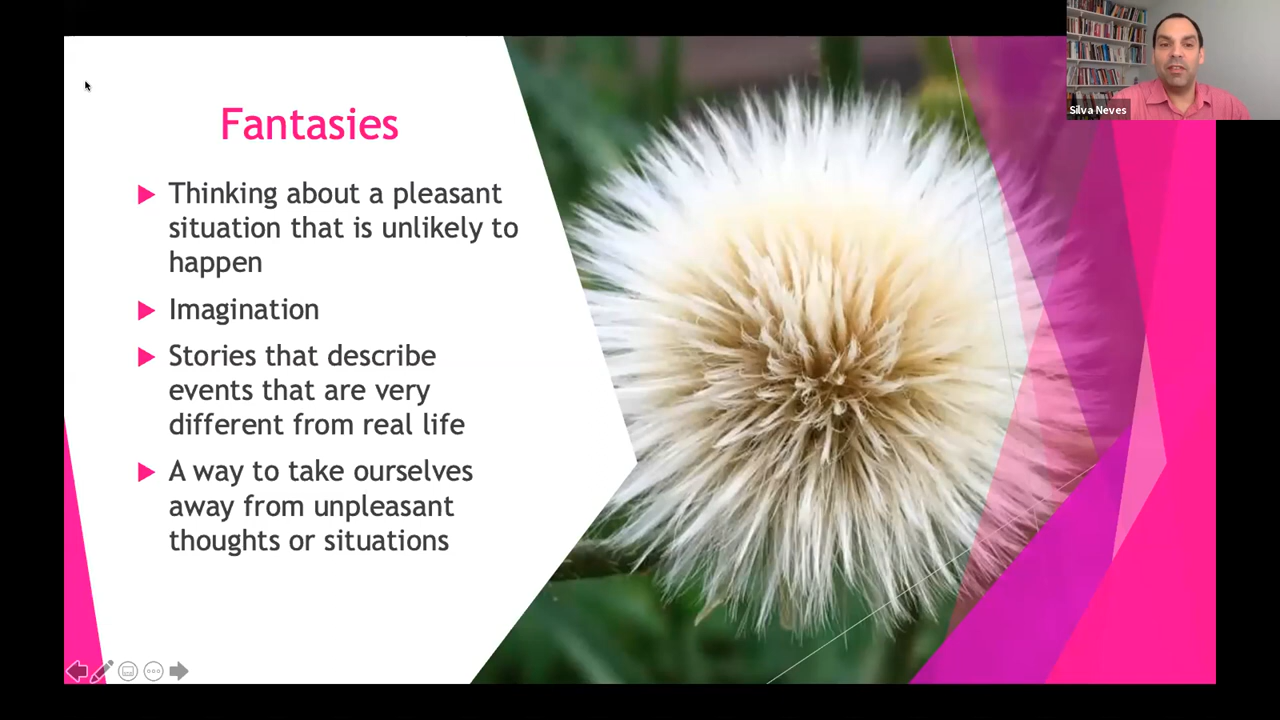 Silva Neves
Fantasies
Thinking about a pleasant
situation that is unlikely to
happen
Imagination
Stories that describe
events that are very
different from real life
A way to take ourselves
away from unpleasant
thoughts or situations